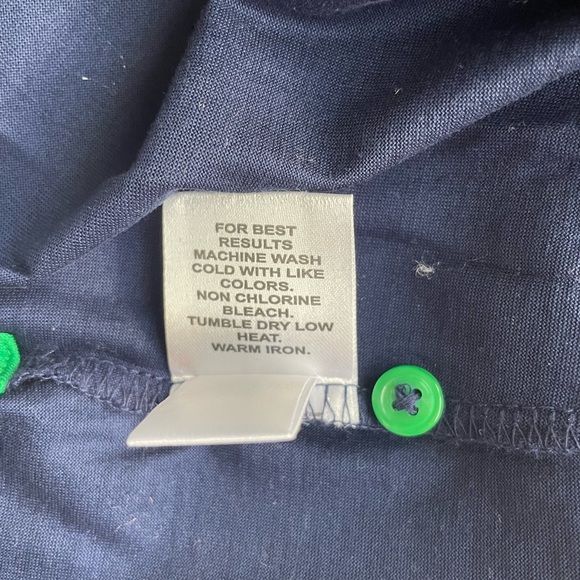 FOR BEST
RESULTS
MACHINE WASH
COLD WITH LIKE
COLORS.
NON CHLORINE
BLEACH.
TUMBLE DRY LOW
HEAT.
WARM IRON.